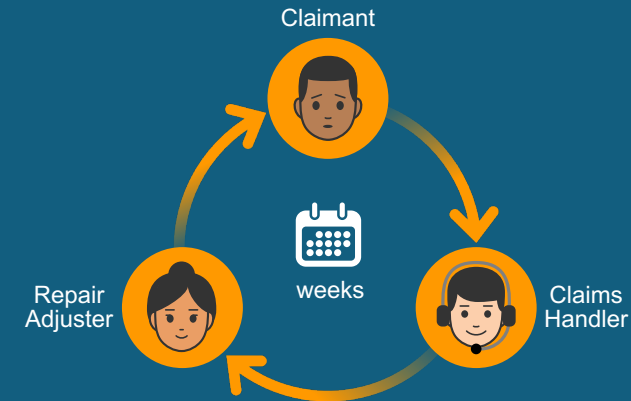 Claimant
weeks
Repair
Adjuster
Claims
Handler